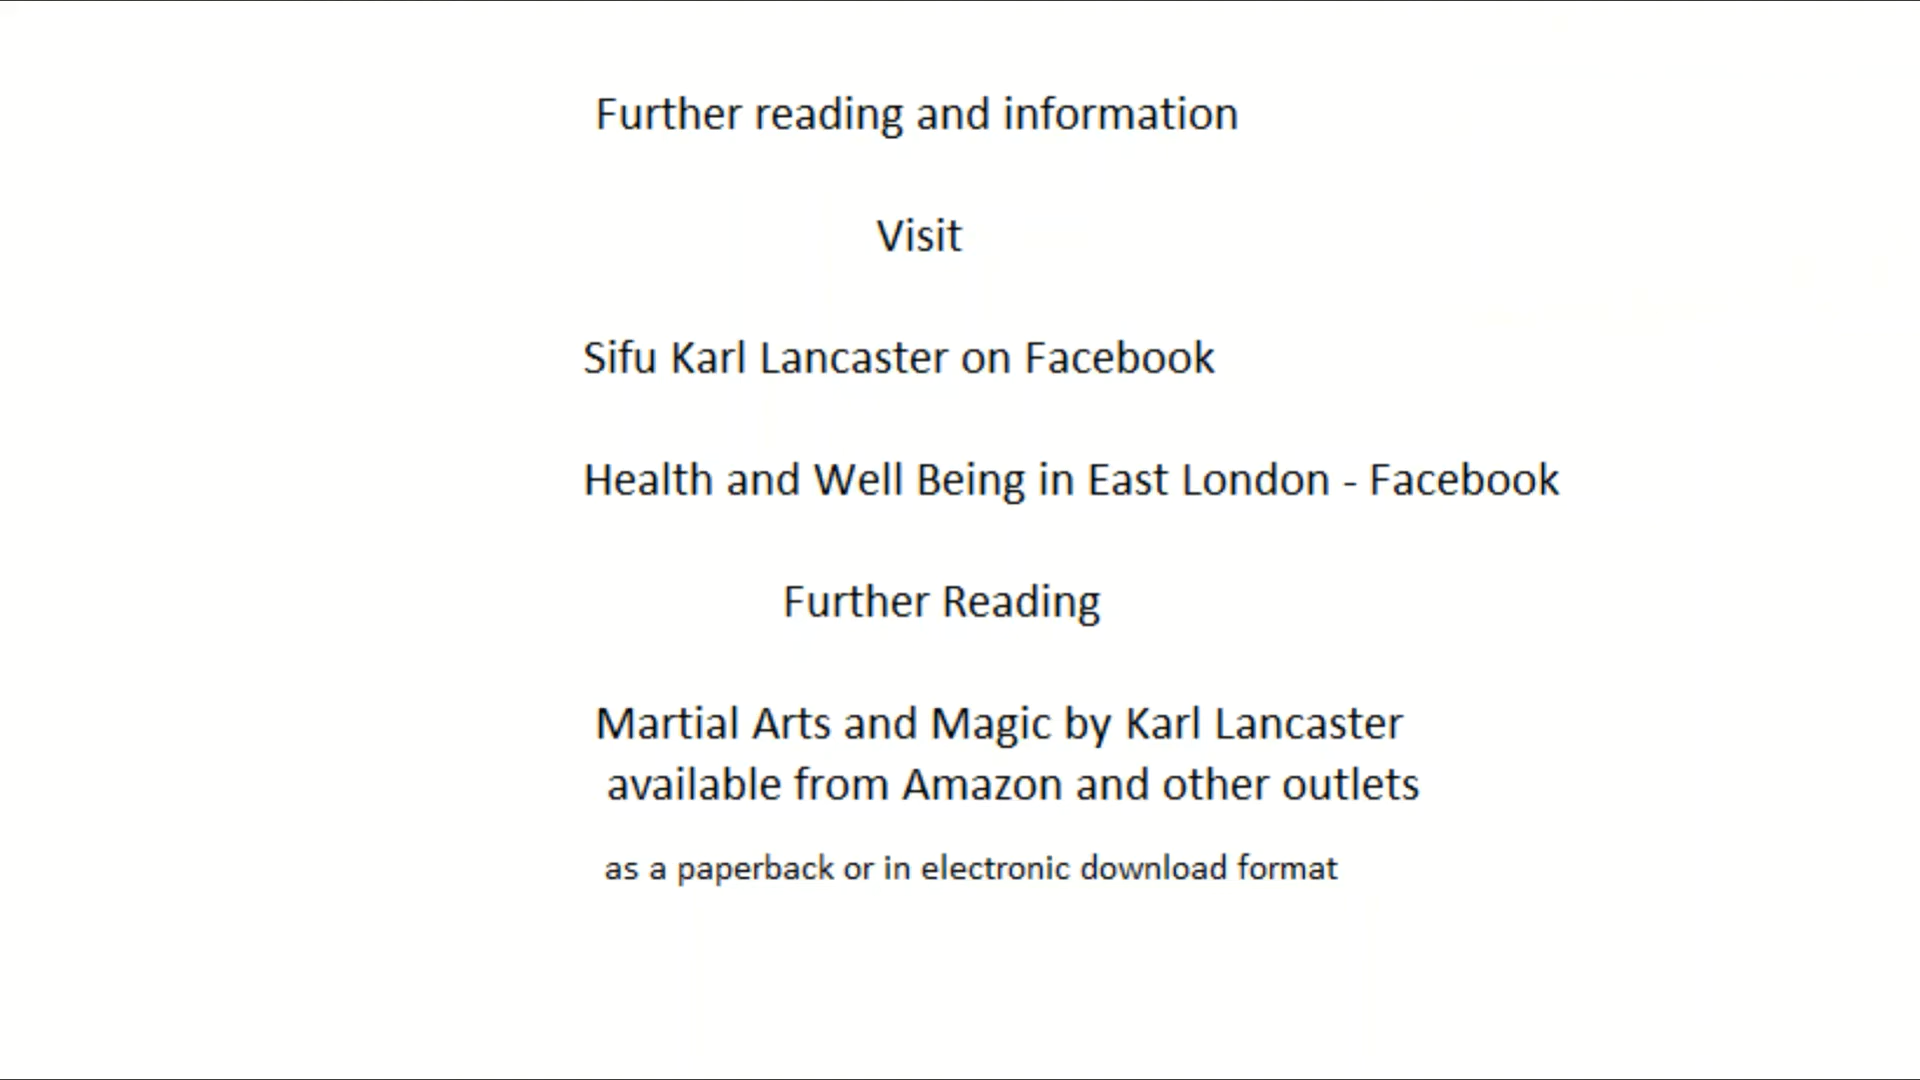 Further reading and information
Visit
Sifu Karl Lancaster on Facebook
Health and Well Being in East London - Facebook
Further Reading
Martial Arts and Magic by Karl Lancaster
available from Amazon and other outlets
as a paperback or in electronic download format